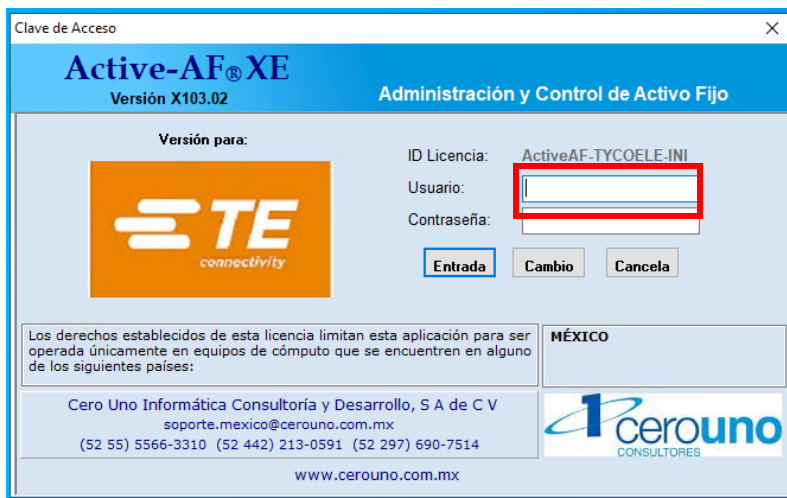 Clave de Acceso
Active-AF®XE
Versión X103.02
Administración y Control de Activo Fijo
Versión para:
TE
connectivity
ID Licencia: ActiveAF-TYCOELE-INI
Usuario:
Contraseña:
Entrada Cambio Cancela
Los derechos establecidos de esta licencia limitan esta aplicación para ser
operada únicamente en equipos de cómputo que se encuentren en alguno
de los siguientes países:
MÉXICO
Cero Uno Informática Consultoría y Desarrollo, S A de C V
soporte.mexico@cerouno.com.mx
(52 55) 5566-3310 (52 442) 213-0591 (52 297) 690-7514
1cerouno
CONSULTORES
www.cerouno.com.mx